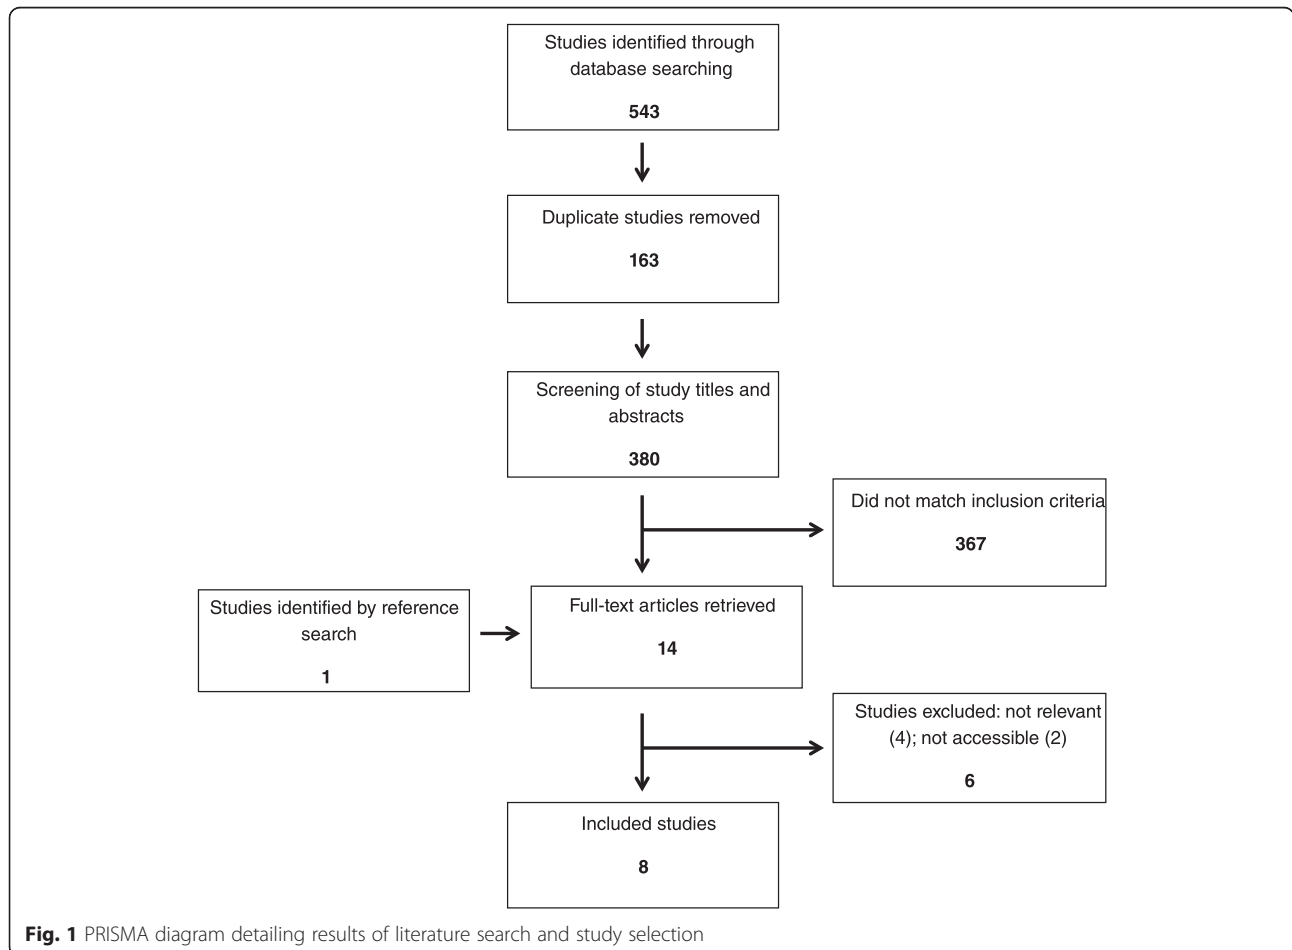 Studies identified through
database searching
543
Duplicate studies removed
163
Screening of study titles and
abstracts
380
Did not match inclusion criteria
367
Studies identified by reference
search
1
Full-text articles retrieved
14
Studies excluded: not relevant
(4); not accessible (2)
6
Included studies
8
Fig. 1 PRISMA diagram detailing results of literature search and study selection